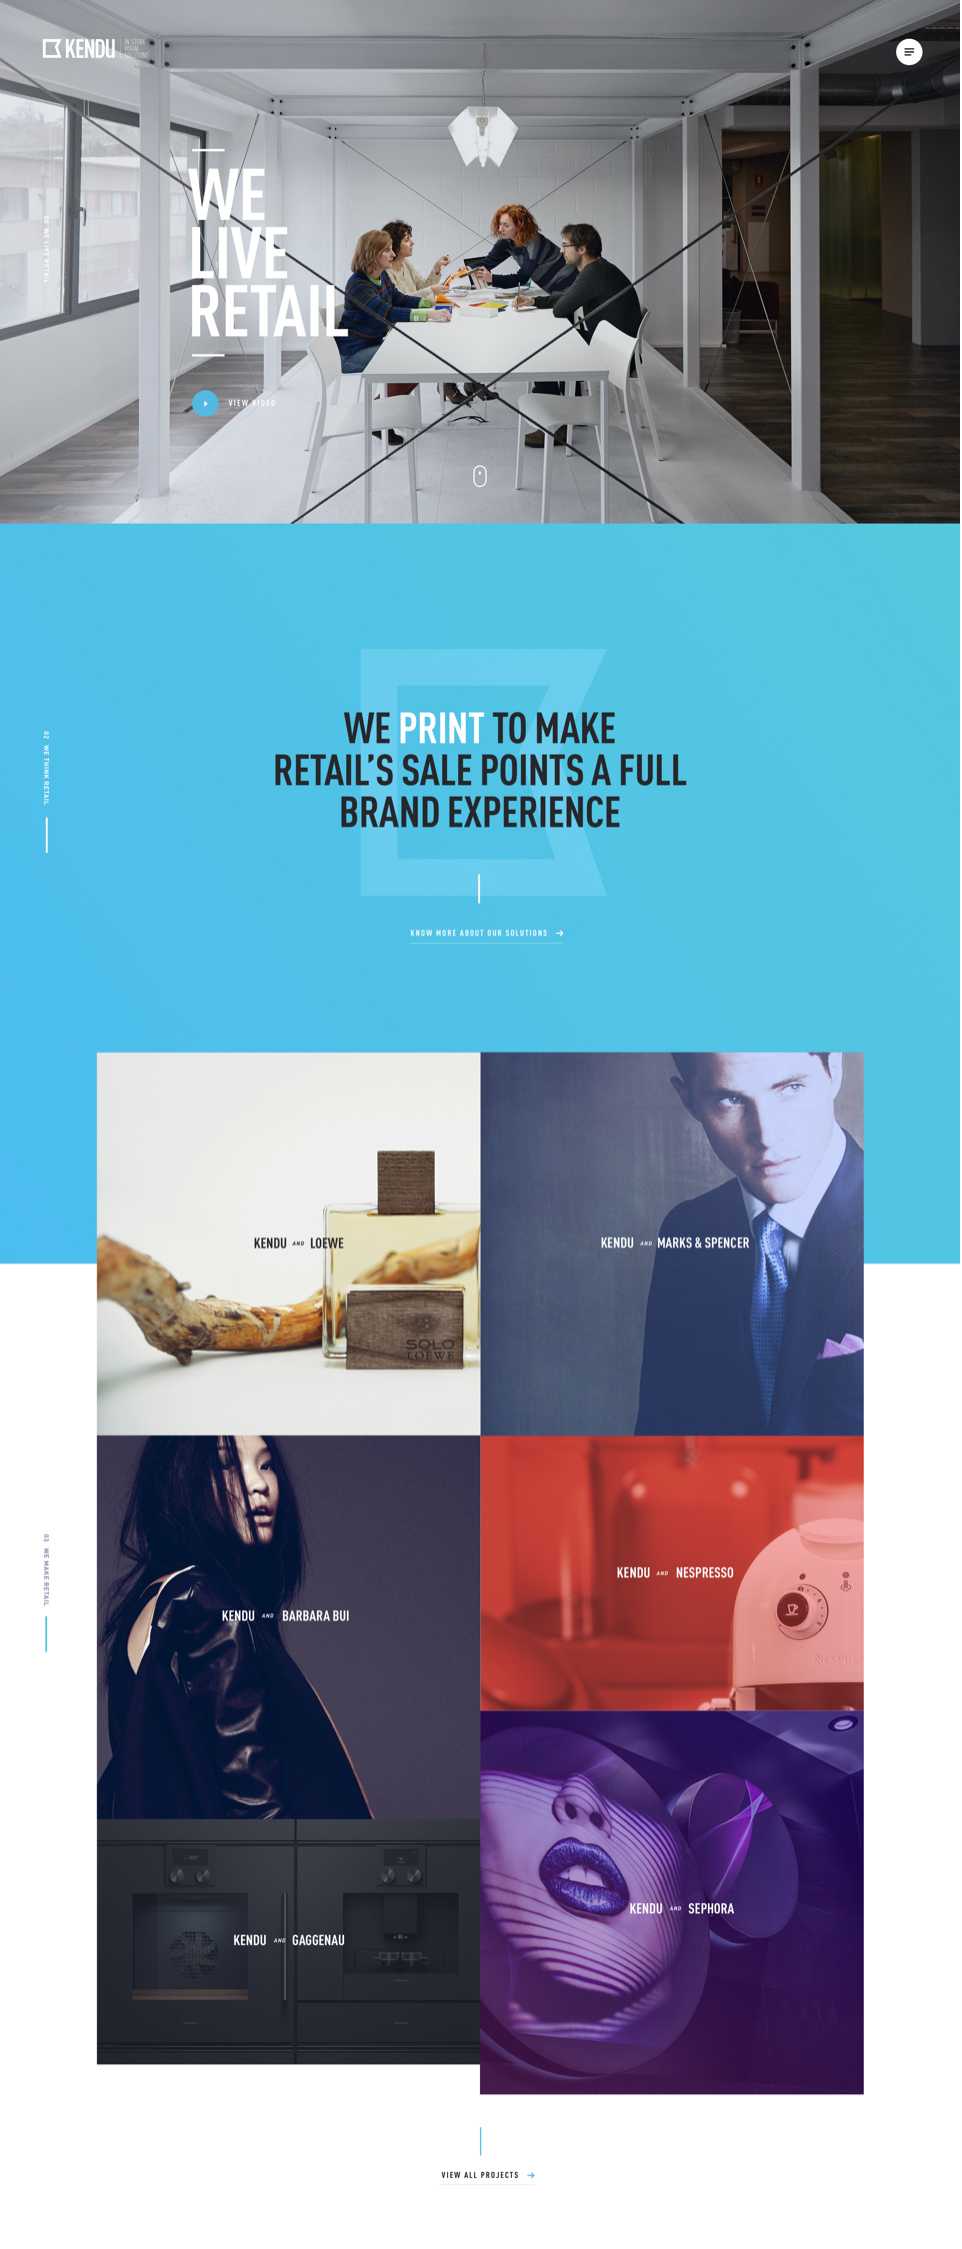 KENDU
IN-STORE
VISUAL
SOLUTIONS
00 WE LIVE RETAIL
WE
LIVE
RETAIL
VIEW VIDEO
02 WE THINK RETAIL
WE PRINT TO MAKE
RETAIL'S SALE POINTS A FULL
BRAND EXPERIENCE
KNOW MORE ABOUT OUR SOLUTIONS
KENDU AND LOEWE
SOLO
LOEWE
KENDU AND MARKS & SPENCER
03 WE MAKE RETAIL
KENDU AND BARBARA BUI
KENDU AND NESPRESSO
KENDU AND GAGGENAU
KENDU AND SEPHORA
VIEW ALL PROJECTS